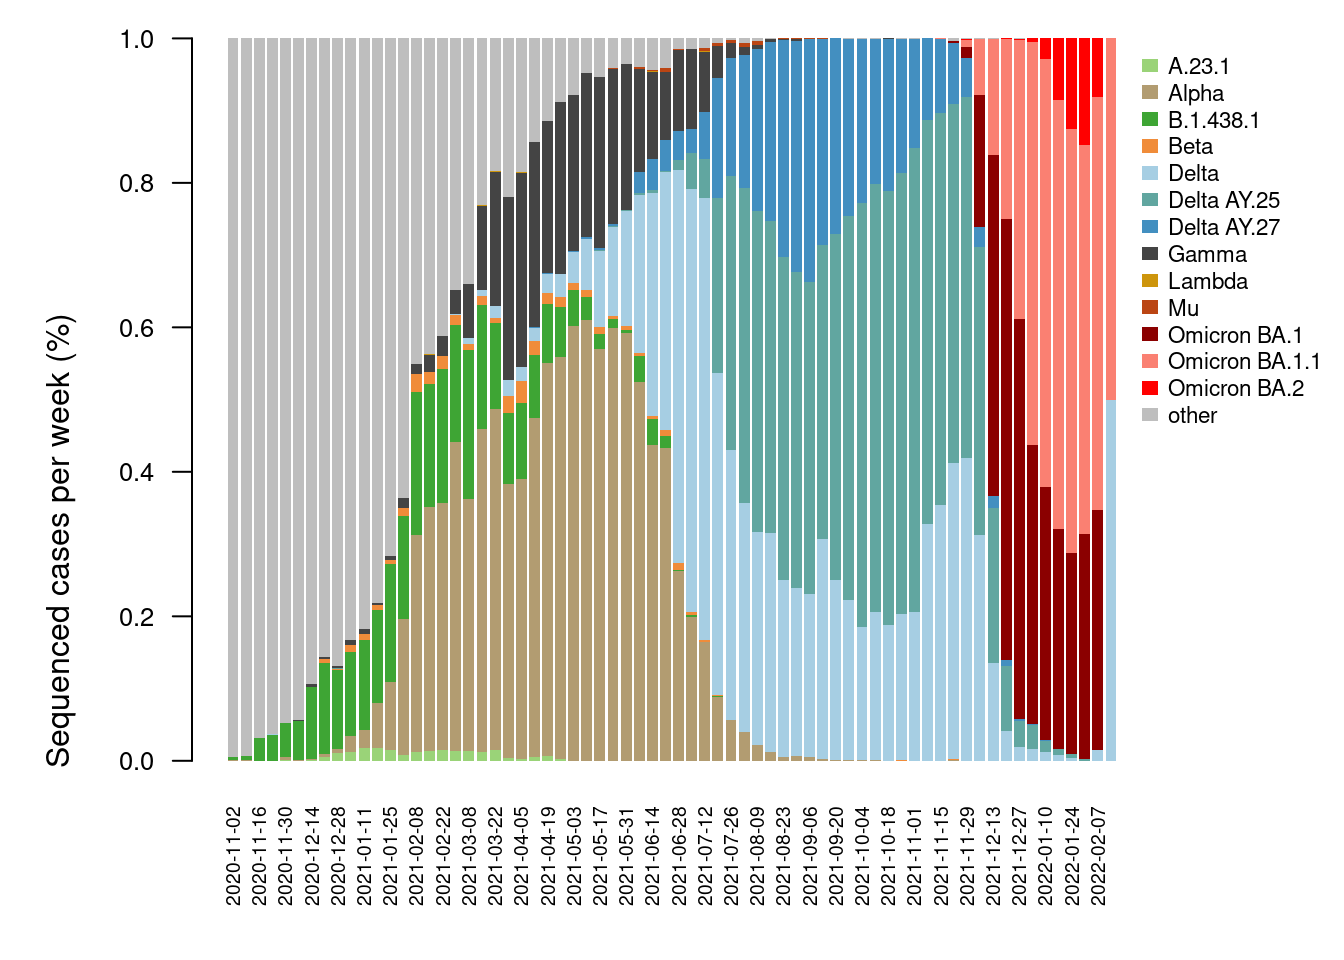 Sequenced cases per week (%)
1.0
0.8
0.6
0.4
0.2
0.0
2020-11-02
2020-11-16
2020-11-30
2020-12-14
2020-12-28
2021-01-11
2021-01-25
2021-02-08
2021-02-22
2021-03-08
2021-03-22
2021-04-05
2021-04-19
2021-05-03
2021-05-17
2021-05-31
2021-06-14
2021-06-28
2021-07-12
2021-07-26
2021-08-09
2021-08-23
2021-09-06
2021-09-20
2021-10-04
2021-10-18
2021-11-01
2021-11-15
2021-11-29
2021-12-13
2021-12-27
2022-01-10
2022-01-24
2022-02-07
A.23.1
Alpha
B.1.438.1
Beta
Delta
Delta AY.25
Delta AY.27
Gamma
Lambda
Mu
Omicron BA.1
Omicron BA.1.1
Omicron BA.2
other